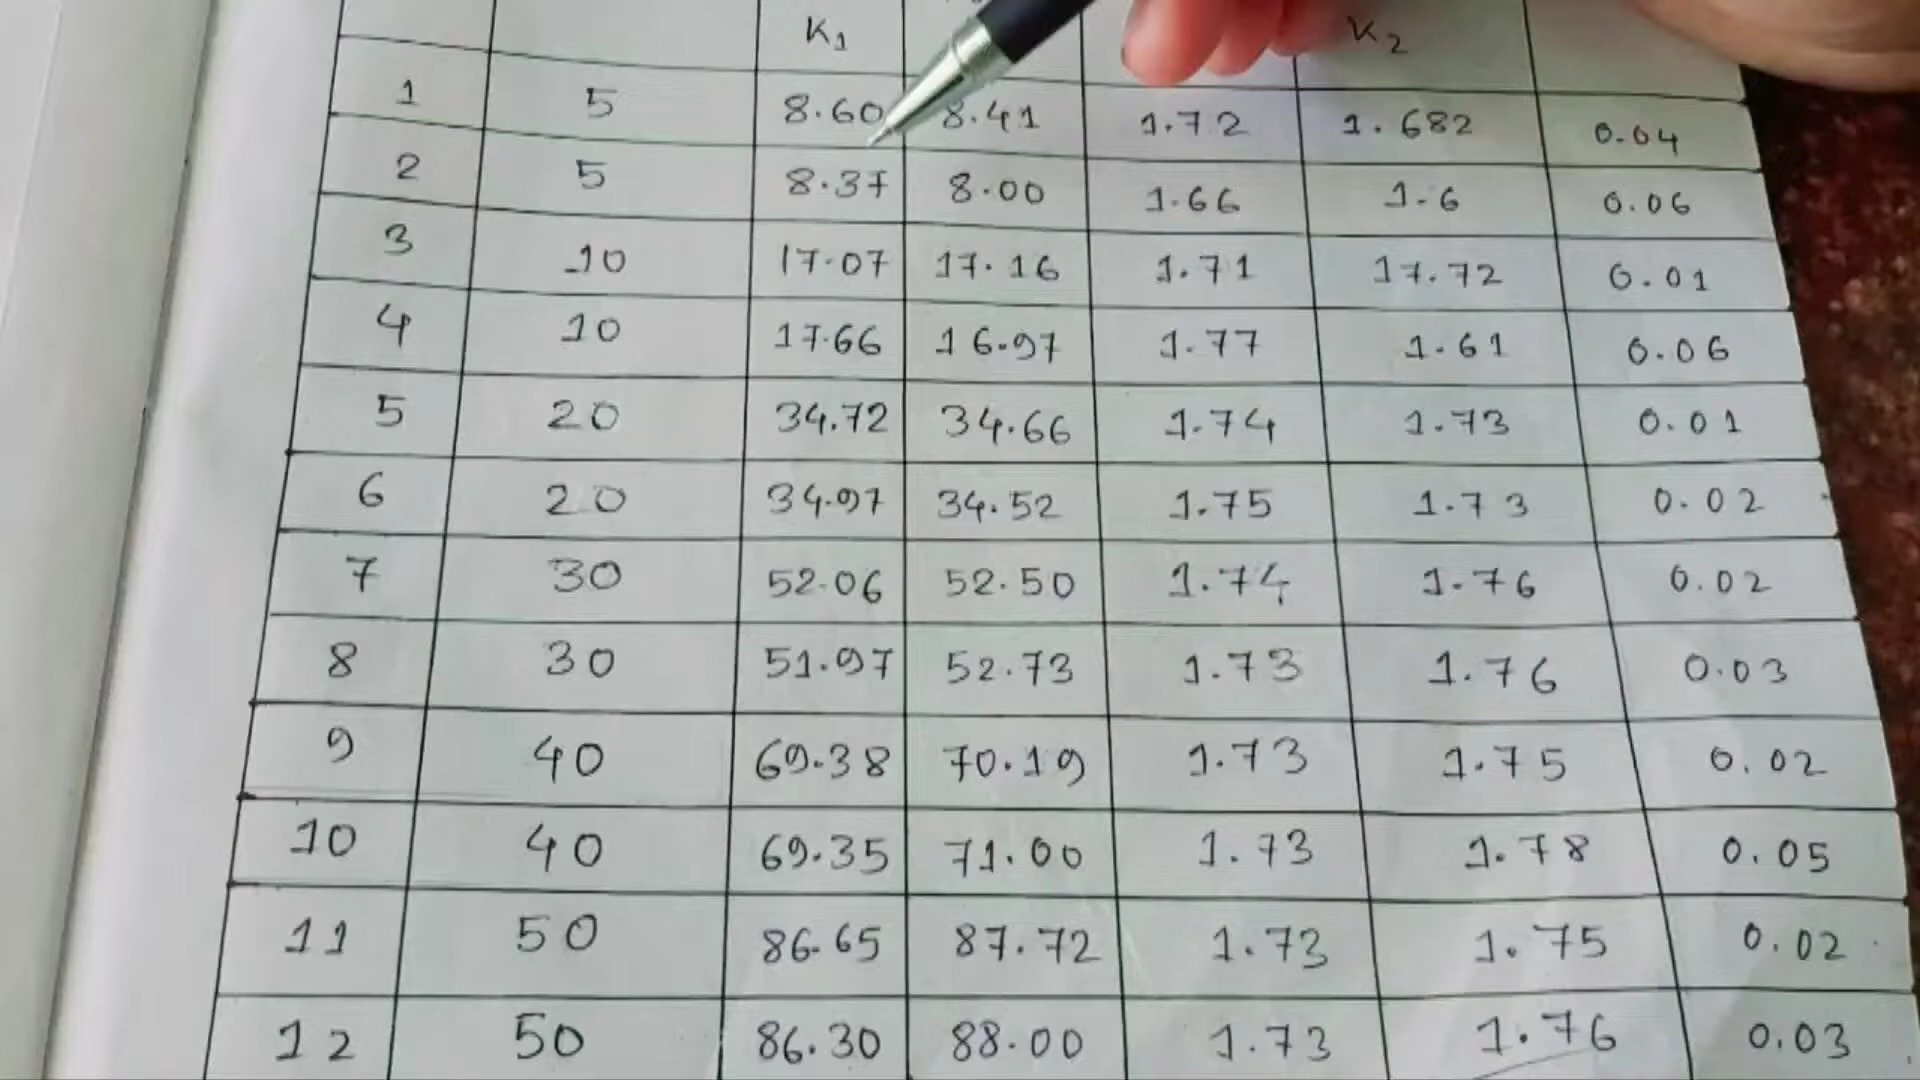 K1 K2
1 5 8.60 8.41 1.72 1.682 0.04
2 5 8.37 8.00 1.66 1.6 0.06
3 10 17.07 17.16 1.71 17.72 0.01
4 10 17.66 16.97 1.77 1.61 0.06
5 20 34.72 34.66 1.74 1.73 0.01
6 20 34.97 34.52 1.75 1.73 0.02
7 30 52.06 52.50 1.74 1.76 0.02
8 30 51.97 52.73 1.73 1.76 0.03
9 40 69.38 70.19 1.73 1.75 0.02
10 40 69.35 71.00 1.73 1.78 0.05
11 50 86.65 87.72 1.73 1.75 0.02
12 50 86.30 88.00 1.73 1.76 0.03